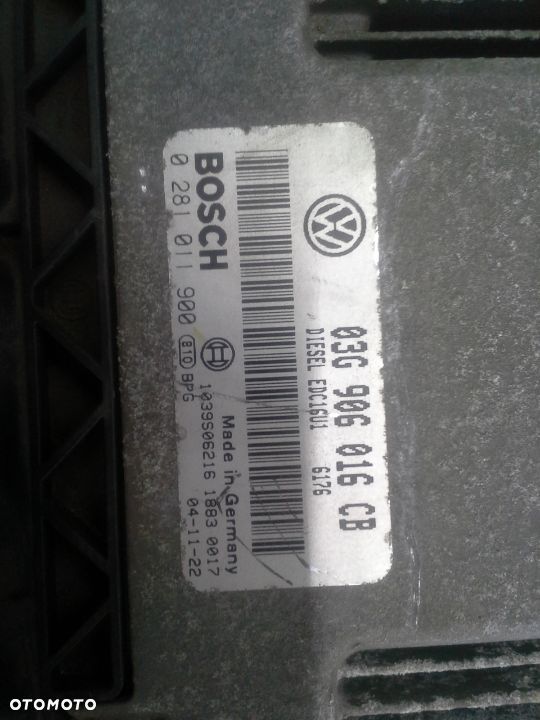 03G 906 016 CB
DIESEL EDC16U1 6176
Made in Germany
1039S06216 1883 0017
04-11-22
BOSCH
0 281 011 900 810 BPG
OTOMOTO